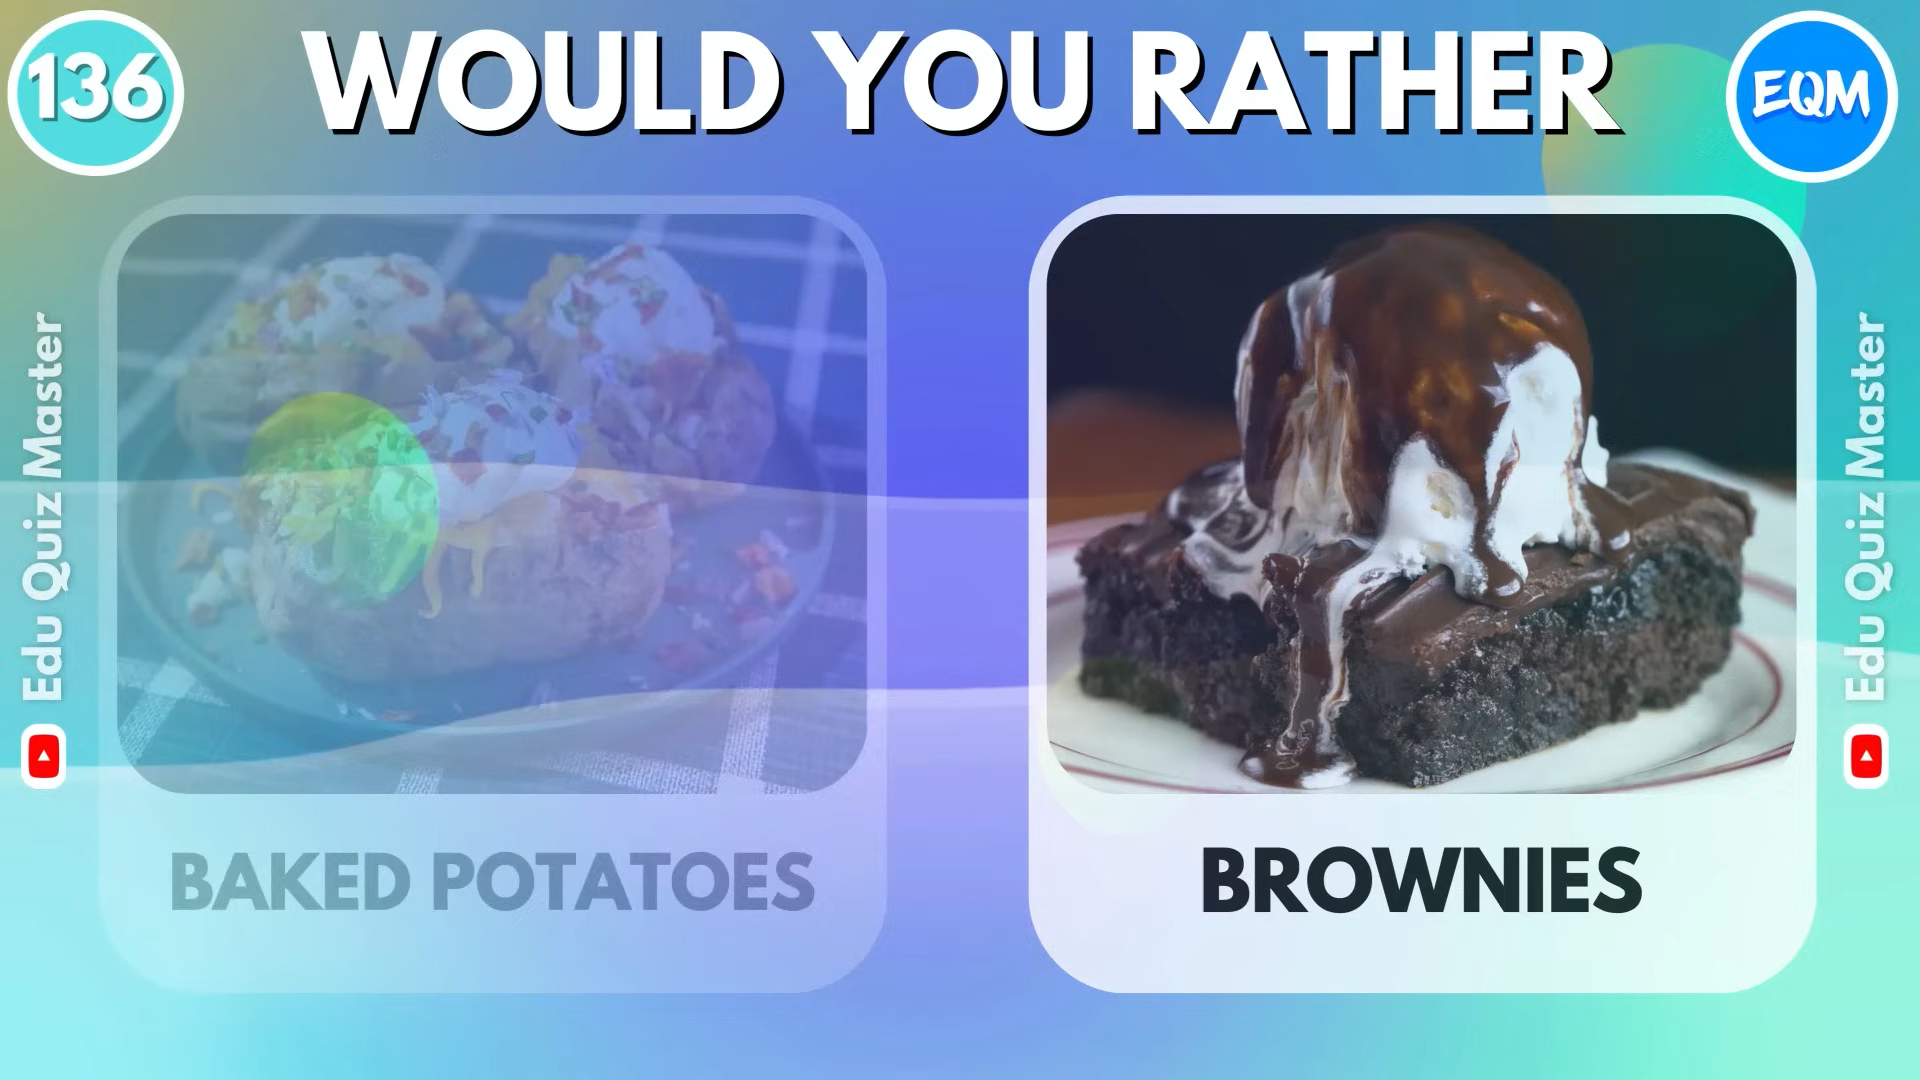 136
WOULD YOU RATHER
EQM
Edu Quiz Master
BAKED POTATOES
BROWNIES
Edu Quiz Master